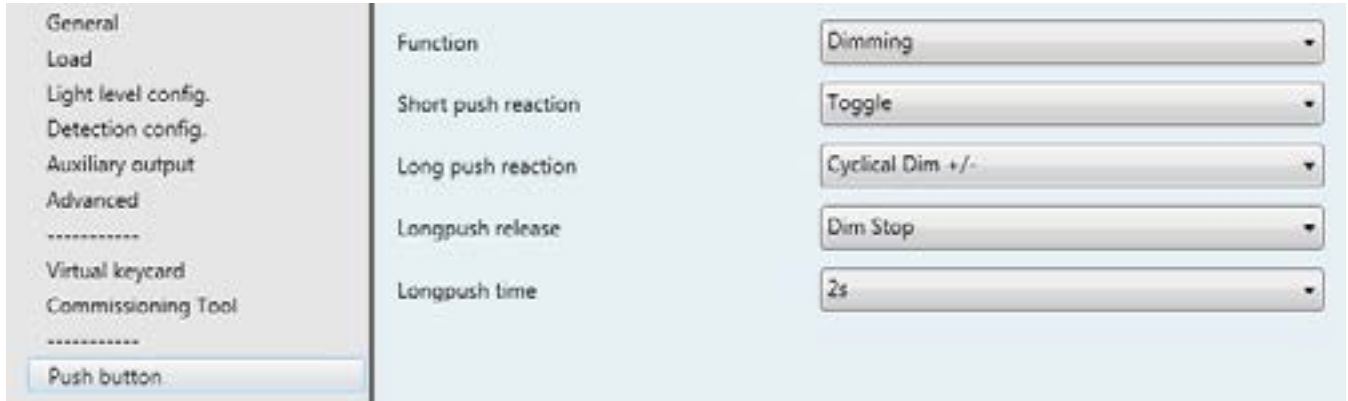 General
Load
Light level config.
Detection config.
Auxiliary output
Advanced
-----------
Virtual keycard
Commissioning Tool
-----------
Push button
Function Dimming
Short push reaction Toggle
Long push reaction Cyclical Dim +/-
Longpush release Dim Stop
Longpush time 2s